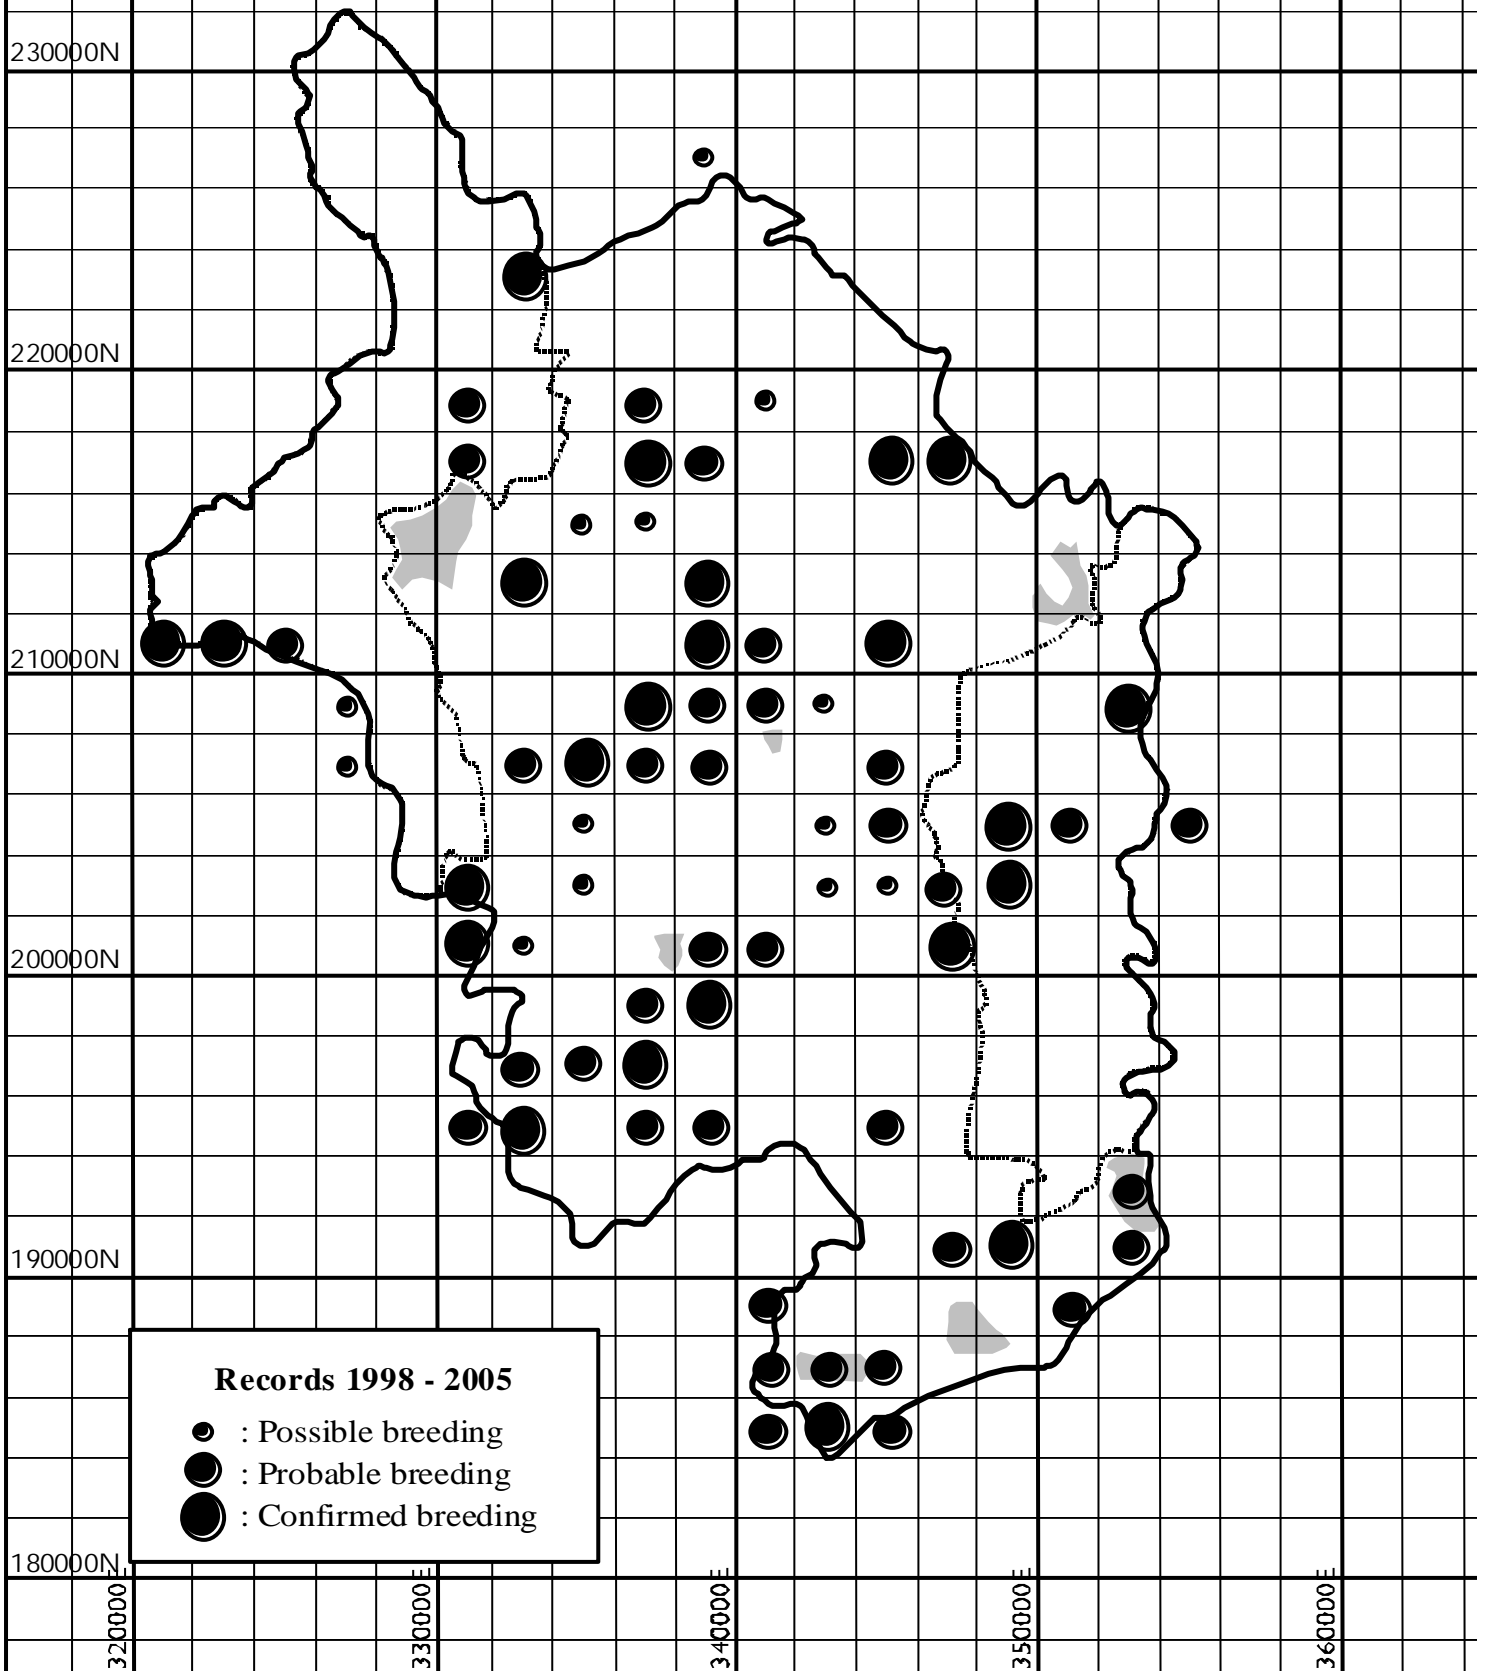 230000N
220000N
210000N
200000N
190000N
Records 1998 - 2005
: Possible breeding
: Probable breeding
: Confirmed breeding
180000N
320000E
330000E
340000E
350000E
360000E